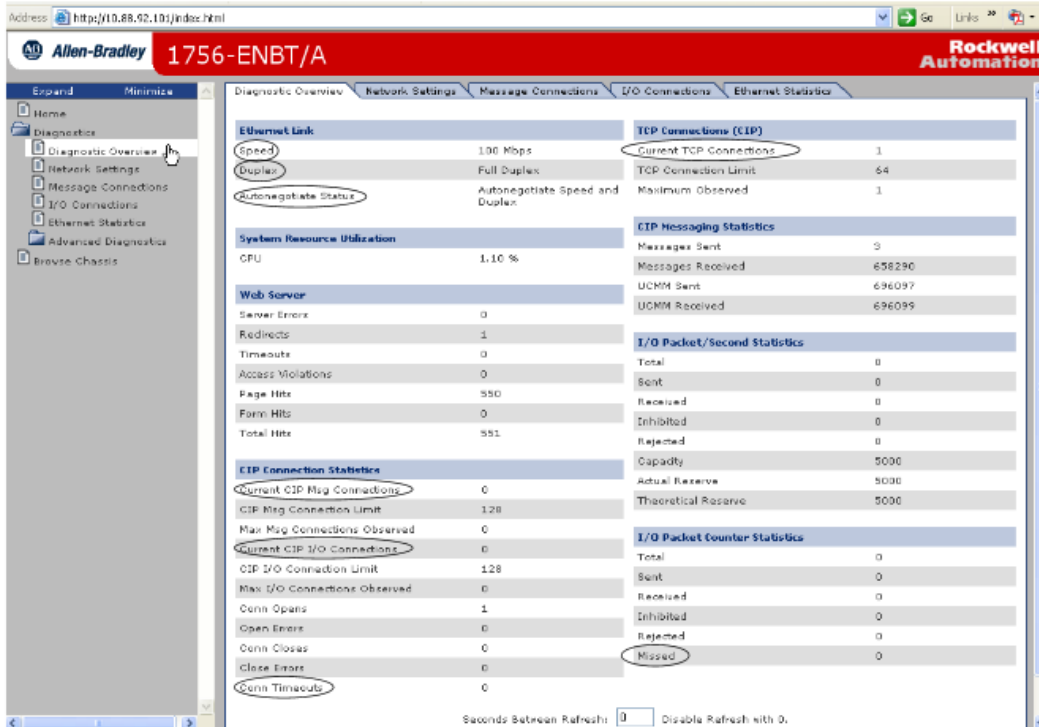 Address http://10.88.92.101/index.html Go Links »
AB Allen-Bradley 1756-ENBT/A Rockwell Automation
Expand Minimize
Home
Diagnostics
Diagnostic Overview
Network Settings
Message Connections
I/O Connections
Ethernet Statistics
Advanced Diagnostics
Browse Chassis
Diagnostic Overview Network Settings Message Connections I/O Connections Ethernet Statistics
Ethernet Link
Speed 100 Mbps
Duplex Full Duplex
Autonegotiate Status Autonegotiate Speed and
Duplex
System Resource Utilization
CPU 1.10 %
Web Server
Server Errors 0
Redirects 1
Timeouts 0
Access Violations 0
Page Hits 550
Form Hits 0
Total Hits 551
CIP Connection Statistics
Current CIP Msg Connections 0
CIP Msg Connection Limit 128
Max Msg Connections Observed 0
Current CIP I/O Connections 0
CIP I/O Connection Limit 128
Max I/O Connections Observed 0
Conn Opens 1
Open Errors 0
Conn Closes 0
Close Errors 0
Conn Timeouts 0
TCP Connections (CIP)
Current TCP Connections 1
TCP Connection Limit 64
Maximum Observed 1
CIP Messaging Statistics
Messages Sent 3
Messages Received 658290
UCMM Sent 696097
UCMM Received 696099
I/O Packet/Second Statistics
Total 0
Sent 0
Received 0
Inhibited 0
Rejected 0
Capacity 5000
Actual Reserve 5000
Theoretical Reserve 5000
I/O Packet Counter Statistics
Total 0
Sent 0
Received 0
Inhibited 0
Rejected 0
Missed 0
Seconds Between Refresh: 0 Disable Refresh with 0.